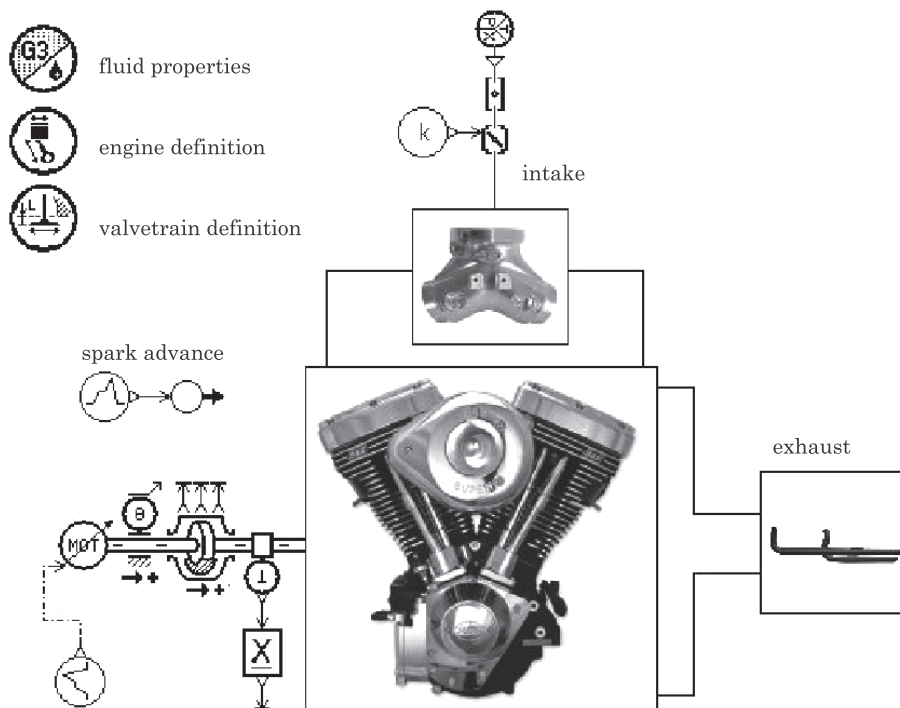 G3
fluid properties
engine definition
L
valvetrain definition
k
intake
spark advance
exhaust
θ
MOT
+
+
T
X